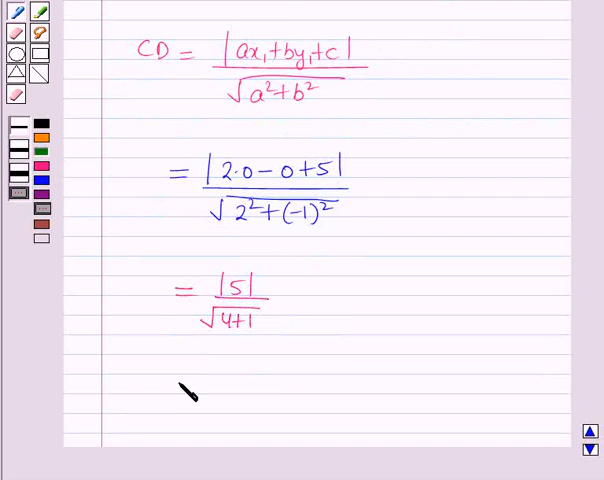 CD = |ax₁+by₁+c| / √(a²+b²)
= |2·0−0+5| / √(2²+(−1)²)
= |5| / √(4+1)